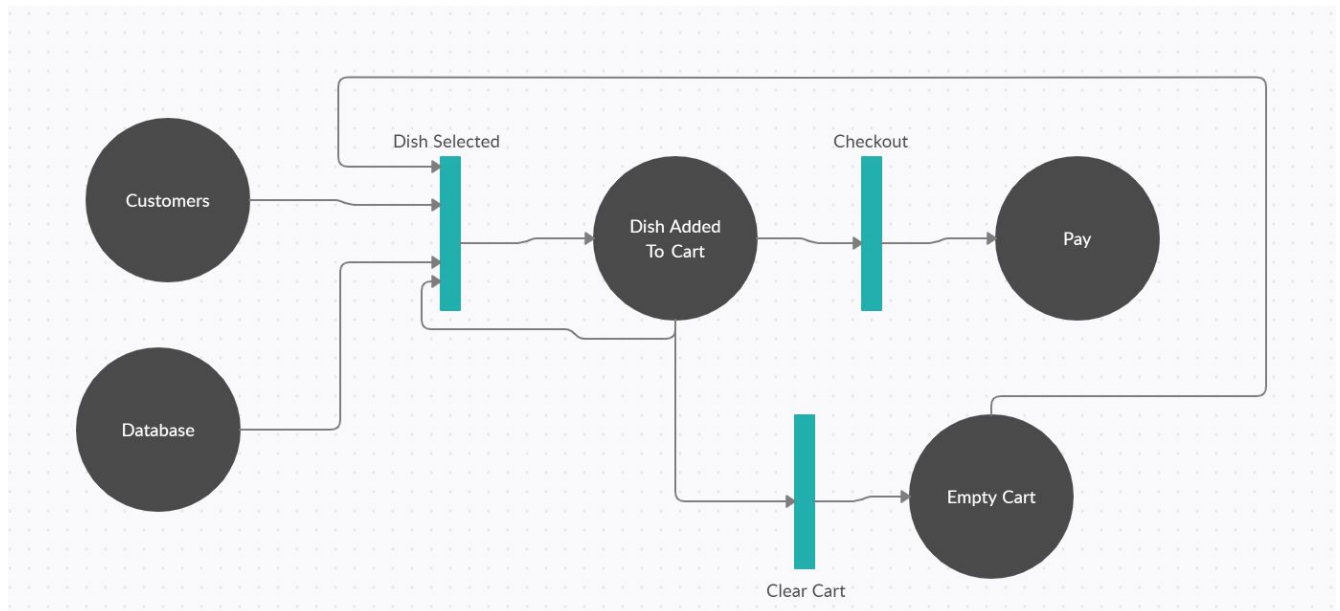 Dish Selected
Checkout
Customers
Dish Added
To Cart
Pay
Database
Empty Cart
Clear Cart